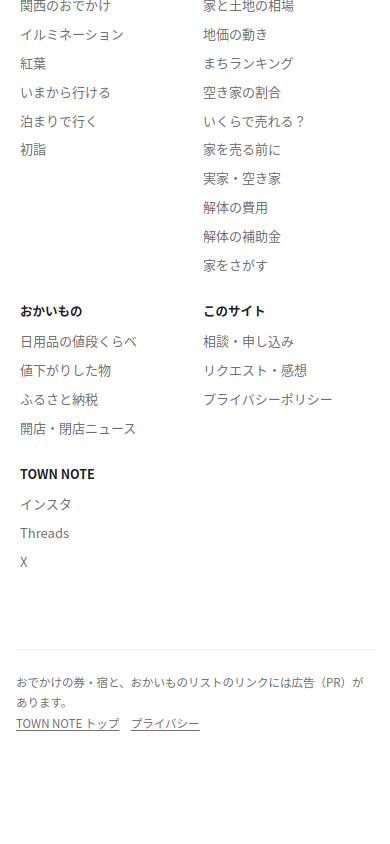 関西のおでかけ
イルミネーション
紅葉
いまから行ける
泊まりで行く
初詣
家と土地の相場
地価の動き
まちランキング
空き家の割合
いくらで売れる？
家を売る前に
実家・空き家
解体の費用
解体の補助金
家をさがす
おかいもの
日用品の値段くらべ
値下がりした物
ふるさと納税
開店・閉店ニュース
このサイト
相談・申し込み
リクエスト・感想
プライバシーポリシー
TOWN NOTE
インスタ
Threads
X
おでかけの券・宿と、おかいものリストのリンクには広告（PR）が
あります。
TOWN NOTE トップ プライバシー